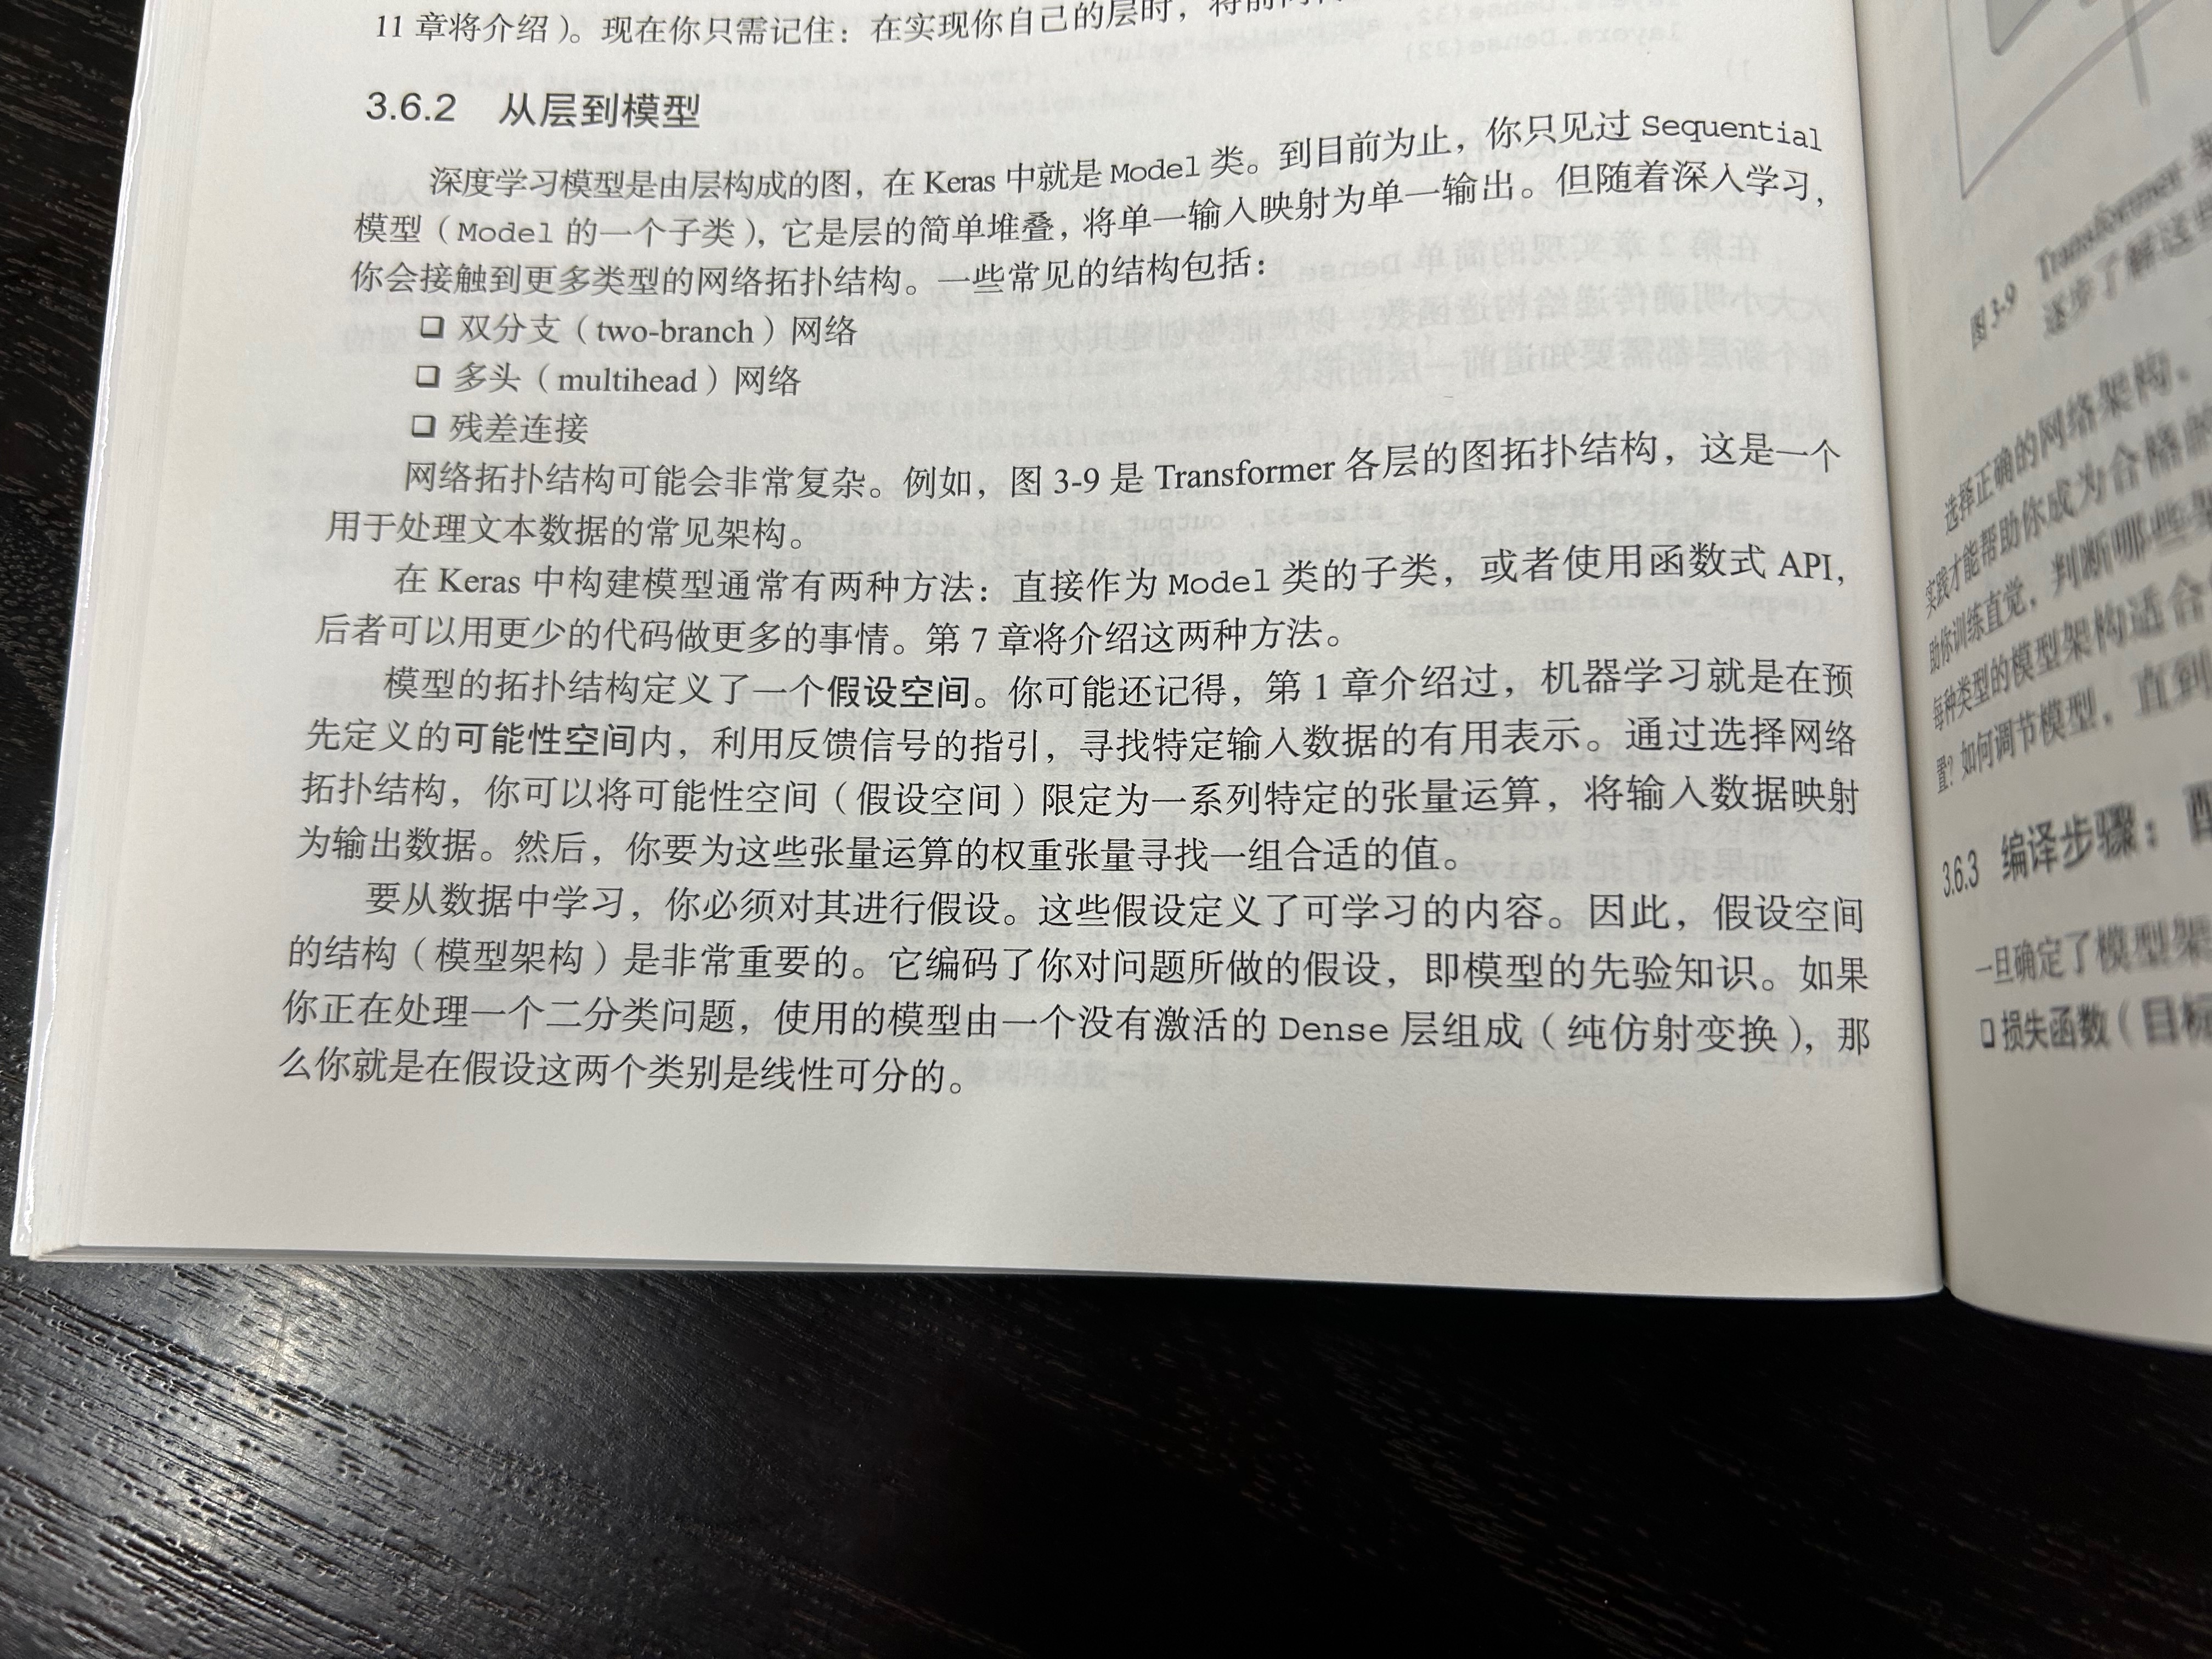 11 章将介绍）。现在你只需记住：在实现你自己的层时，将前
3.6.2 从层到模型
深度学习模型是由层构成的图，在 Keras 中就是 Model 类。到目前为止，你只见过 Sequential
模型（Model 的一个子类），它是层的简单堆叠，将单一输入映射为单一输出。但随着深入学习，
你会接触到更多类型的网络拓扑结构。一些常见的结构包括：
❑ 双分支（two-branch）网络
❑ 多头（multihead）网络
❑ 残差连接
网络拓扑结构可能会非常复杂。例如，图 3-9 是 Transformer 各层的图拓扑结构，这是一个
用于处理文本数据的常见架构。
在 Keras 中构建模型通常有两种方法：直接作为 Model 类的子类，或者使用函数式 API，
后者可以用更少的代码做更多的事情。第 7 章将介绍这两种方法。
模型的拓扑结构定义了一个假设空间。你可能还记得，第 1 章介绍过，机器学习就是在预
先定义的可能性空间内，利用反馈信号的指引，寻找特定输入数据的有用表示。通过选择网络
拓扑结构，你可以将可能性空间（假设空间）限定为一系列特定的张量运算，将输入数据映射
为输出数据。然后，你要为这些张量运算的权重张量寻找一组合适的值。
要从数据中学习，你必须对其进行假设。这些假设定义了可学习的内容。因此，假设空间
的结构（模型架构）是非常重要的。它编码了你对问题所做的假设，即模型的先验知识。如果
你正在处理一个二分类问题，使用的模型由一个没有激活的 Dense 层组成（纯仿射变换），那
么你就是在假设这两个类别是线性可分的。
图 3-9 Transformer
逐步了解这
选择正确的网络架构，
实践才能帮助你成为合格的
助你训练直觉，判断哪些
每种类型的模型架构适合
置？如何调节模型，直到
3.6.3 编译步骤：
一旦确定了模型架
❑ 损失函数（目标